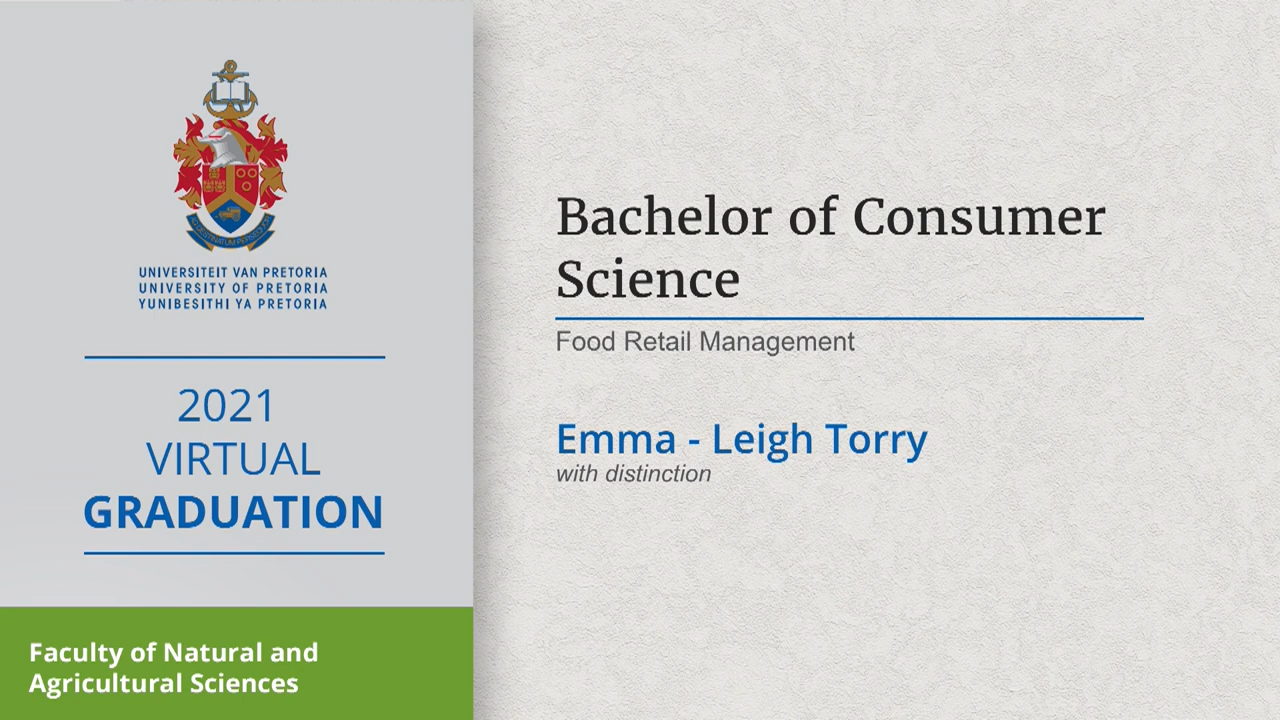 UNIVERSITEIT VAN PRETORIA
UNIVERSITY OF PRETORIA
YUNIBESITHI YA PRETORIA
2021
VIRTUAL
GRADUATION
Faculty of Natural and
Agricultural Sciences
Bachelor of Consumer
Science
Food Retail Management
Emma - Leigh Torry
with distinction